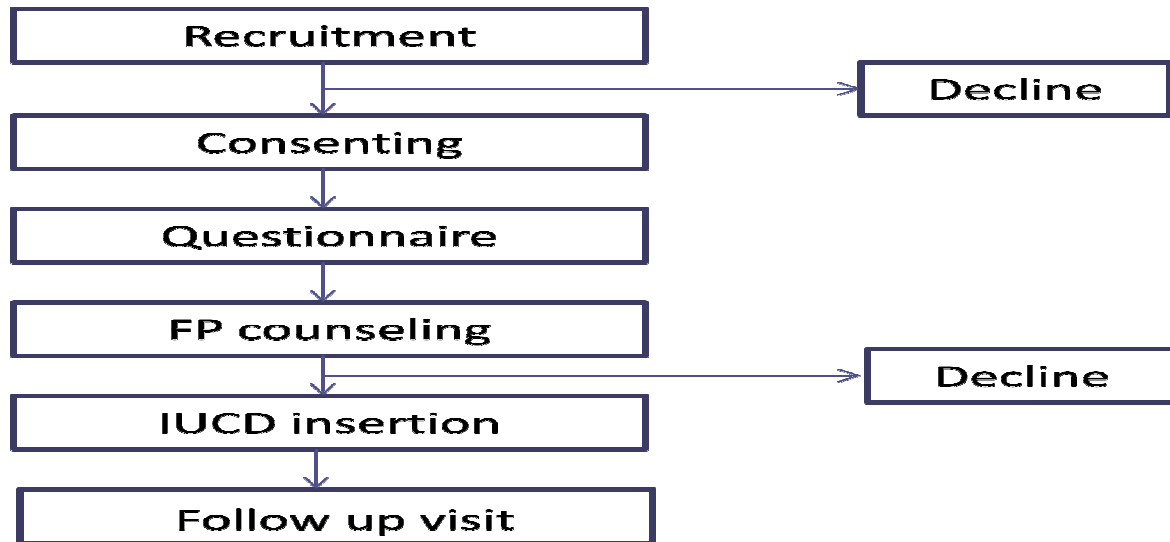 Recruitment
Decline
Consenting
Questionnaire
FP counseling
Decline
IUCD insertion
Follow up visit